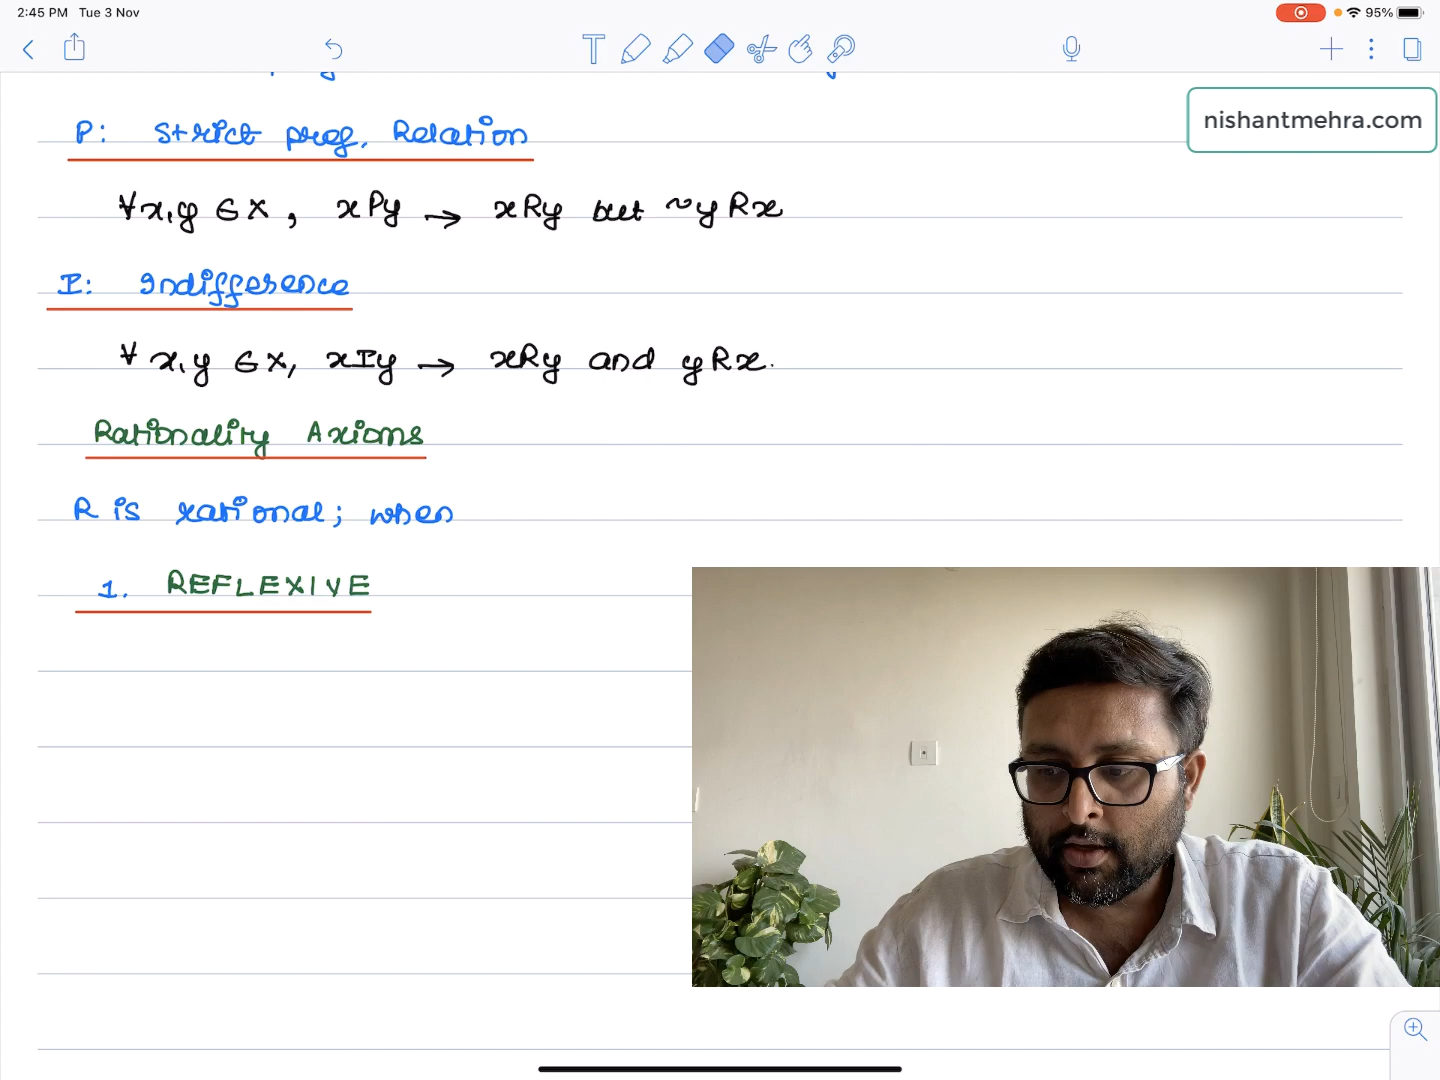 2:45 PM Tue 3 Nov
95%
nishantmehra.com
P: Strict pref. Relation
∀x,y ∈ X, xPy → xRy but ~yRx
I: Indifference
∀ x,y ∈ X, xIy → xRy and yRx.
Rationality Axioms
R is rational; when
1. REFLEXIVE